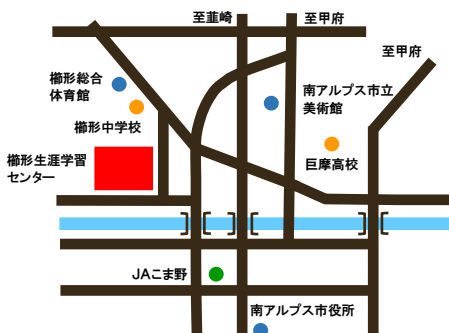 至韮崎
至甲府
至甲府
櫛形総合
体育館
南アルプス市立
美術館
櫛形中学校
櫛形生涯学習
センター
巨摩高校
JAこま野
南アルプス市役所